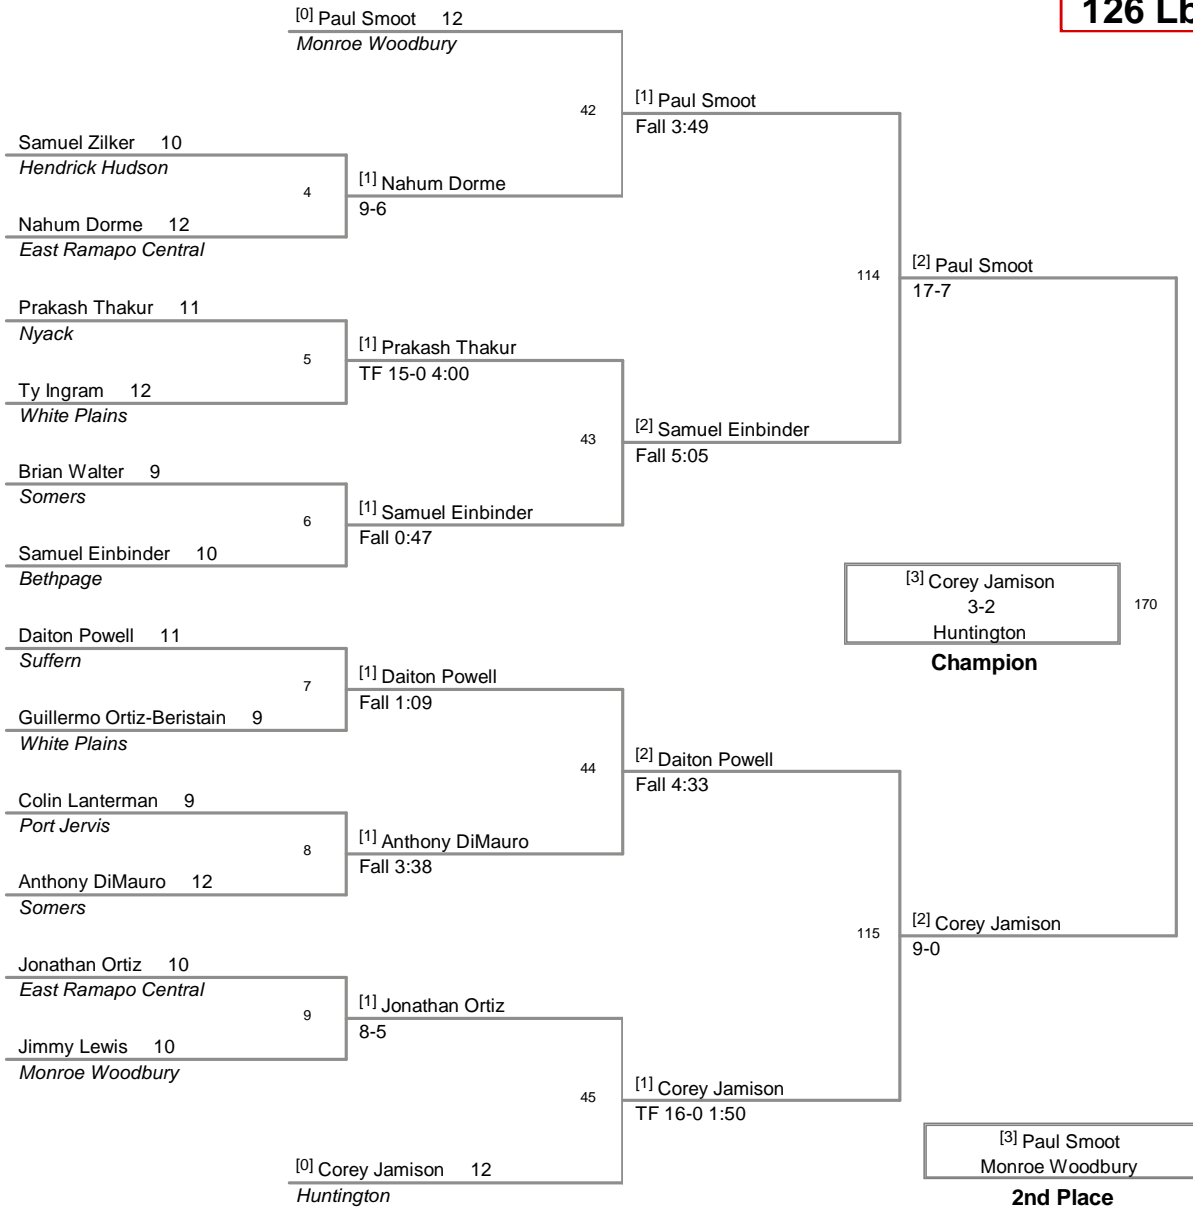 126 Lb
[0] Paul Smoot 12
Monroe Woodbury
42
[1] Paul Smoot
Fall 3:49
Samuel Zilker 10
Hendrick Hudson
4
[1] Nahum Dorme
9-6
Nahum Dorme 12
East Ramapo Central
114
[2] Paul Smoot
17-7
Prakash Thakur 11
Nyack
5
[1] Prakash Thakur
TF 15-0 4:00
Ty Ingram 12
White Plains
43
[2] Samuel Einbinder
Fall 5:05
Brian Walter 9
Somers
6
[1] Samuel Einbinder
Fall 0:47
Samuel Einbinder 10
Bethpage
[3] Corey Jamison
3-2
Huntington
170
Champion
Daiton Powell 11
Suffern
7
[1] Daiton Powell
Fall 1:09
Guillermo Ortiz-Beristain 9
White Plains
44
[2] Daiton Powell
Fall 4:33
Colin Lanterman 9
Port Jervis
8
[1] Anthony DiMauro
Fall 3:38
Anthony DiMauro 12
Somers
115
[2] Corey Jamison
9-0
Jonathan Ortiz 10
East Ramapo Central
9
[1] Jonathan Ortiz
8-5
Jimmy Lewis 10
Monroe Woodbury
45
[1] Corey Jamison
TF 16-0 1:50
[0] Corey Jamison 12
Huntington
[3] Paul Smoot
Monroe Woodbury
2nd Place